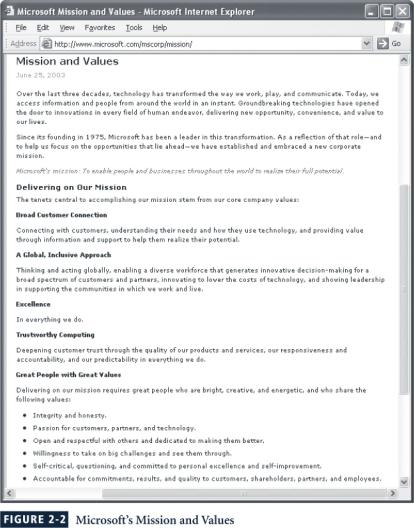 Microsoft Mission and Values - Microsoft Internet Explorer
File Edit View Favorites Tools Help
Address http://www.microsoft.com/mscorp/mission/ Go
Mission and Values
June 25, 2003
Over the last three decades, technology has transformed the way we work, play, and communicate. Today, we
access information and people from around the world in an instant. Groundbreaking technologies have opened
the door to innovations in every field of human endeavor, delivering new opportunity, convenience, and value to
our lives.
Since its founding in 1975, Microsoft has been a leader in this transformation. As a reflection of that role—and
to help us focus on the opportunities that lie ahead—we have established and embraced a new corporate
mission.
Microsoft's mission: To enable people and businesses throughout the world to realize their full potential.
Delivering on Our Mission
The tenets central to accomplishing our mission stem from our core company values:
Broad Customer Connection
Connecting with customers, understanding their needs and how they use technology, and providing value
through information and support to help them realize their potential.
A Global, Inclusive Approach
Thinking and acting globally, enabling a diverse workforce that generates innovative decision-making for a
broad spectrum of customers and partners, innovating to lower the costs of technology, and showing leadership
in supporting the communities in which we work and live.
Excellence
In everything we do.
Trustworthy Computing
Deepening customer trust through the quality of our products and services, our responsiveness and
accountability, and our predictability in everything we do.
Great People with Great Values
Delivering on our mission requires great people who are bright, creative, and energetic, and who share the
following values:
• Integrity and honesty.
• Passion for customers, partners, and technology.
• Open and respectful with others and dedicated to making them better.
• Willingness to take on big challenges and see them through.
• Self-critical, questioning, and committed to personal excellence and self-improvement.
• Accountable for commitments, results, and quality to customers, shareholders, partners, and employees.
FIGURE 2-2 Microsoft's Mission and Values